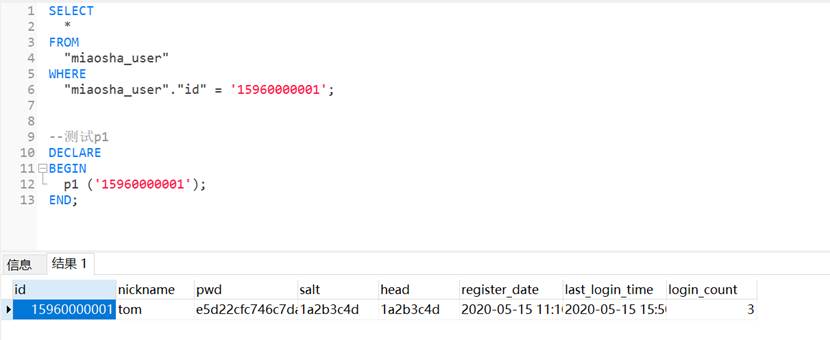 1 SELECT
2 *
3 FROM
4 "miaosha_user"
5 WHERE
6 "miaosha_user"."id" = '15960000001';
7
8
9 --测试p1
10 DECLARE
11 BEGIN
12 p1 ('15960000001');
13 END;
信息 结果 1
id nickname pwd salt head register_date last_login_time login_count
15960000001 tom e5d22cfc746c7da 1a2b3c4d 1a2b3c4d 2020-05-15 11:1 2020-05-15 15:5 3